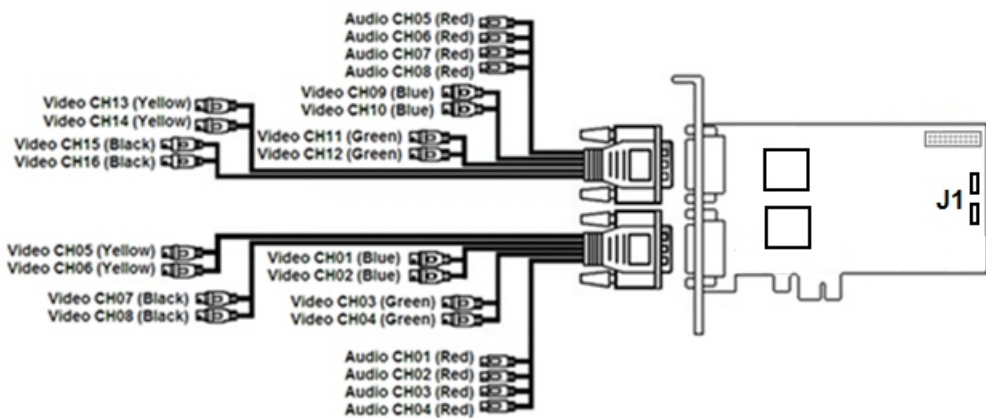 Audio CH05 (Red)
Audio CH06 (Red)
Audio CH07 (Red)
Audio CH08 (Red)
Video CH09 (Blue)
Video CH10 (Blue)
Video CH13 (Yellow)
Video CH14 (Yellow)
Video CH11 (Green)
Video CH12 (Green)
Video CH15 (Black)
Video CH16 (Black)
J1
Video CH05 (Yellow)
Video CH06 (Yellow)
Video CH01 (Blue)
Video CH02 (Blue)
Video CH07 (Black)
Video CH08 (Black)
Video CH03 (Green)
Video CH04 (Green)
Audio CH01 (Red)
Audio CH02 (Red)
Audio CH03 (Red)
Audio CH04 (Red)